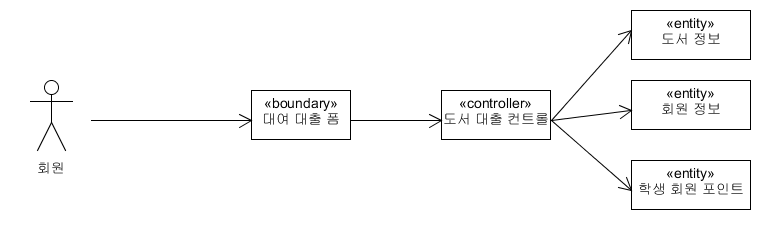 회원
«boundary»
대여 대출 폼
«controller»
도서 대출 컨트롤
«entity»
도서 정보
«entity»
회원 정보
«entity»
학생 회원 포인트